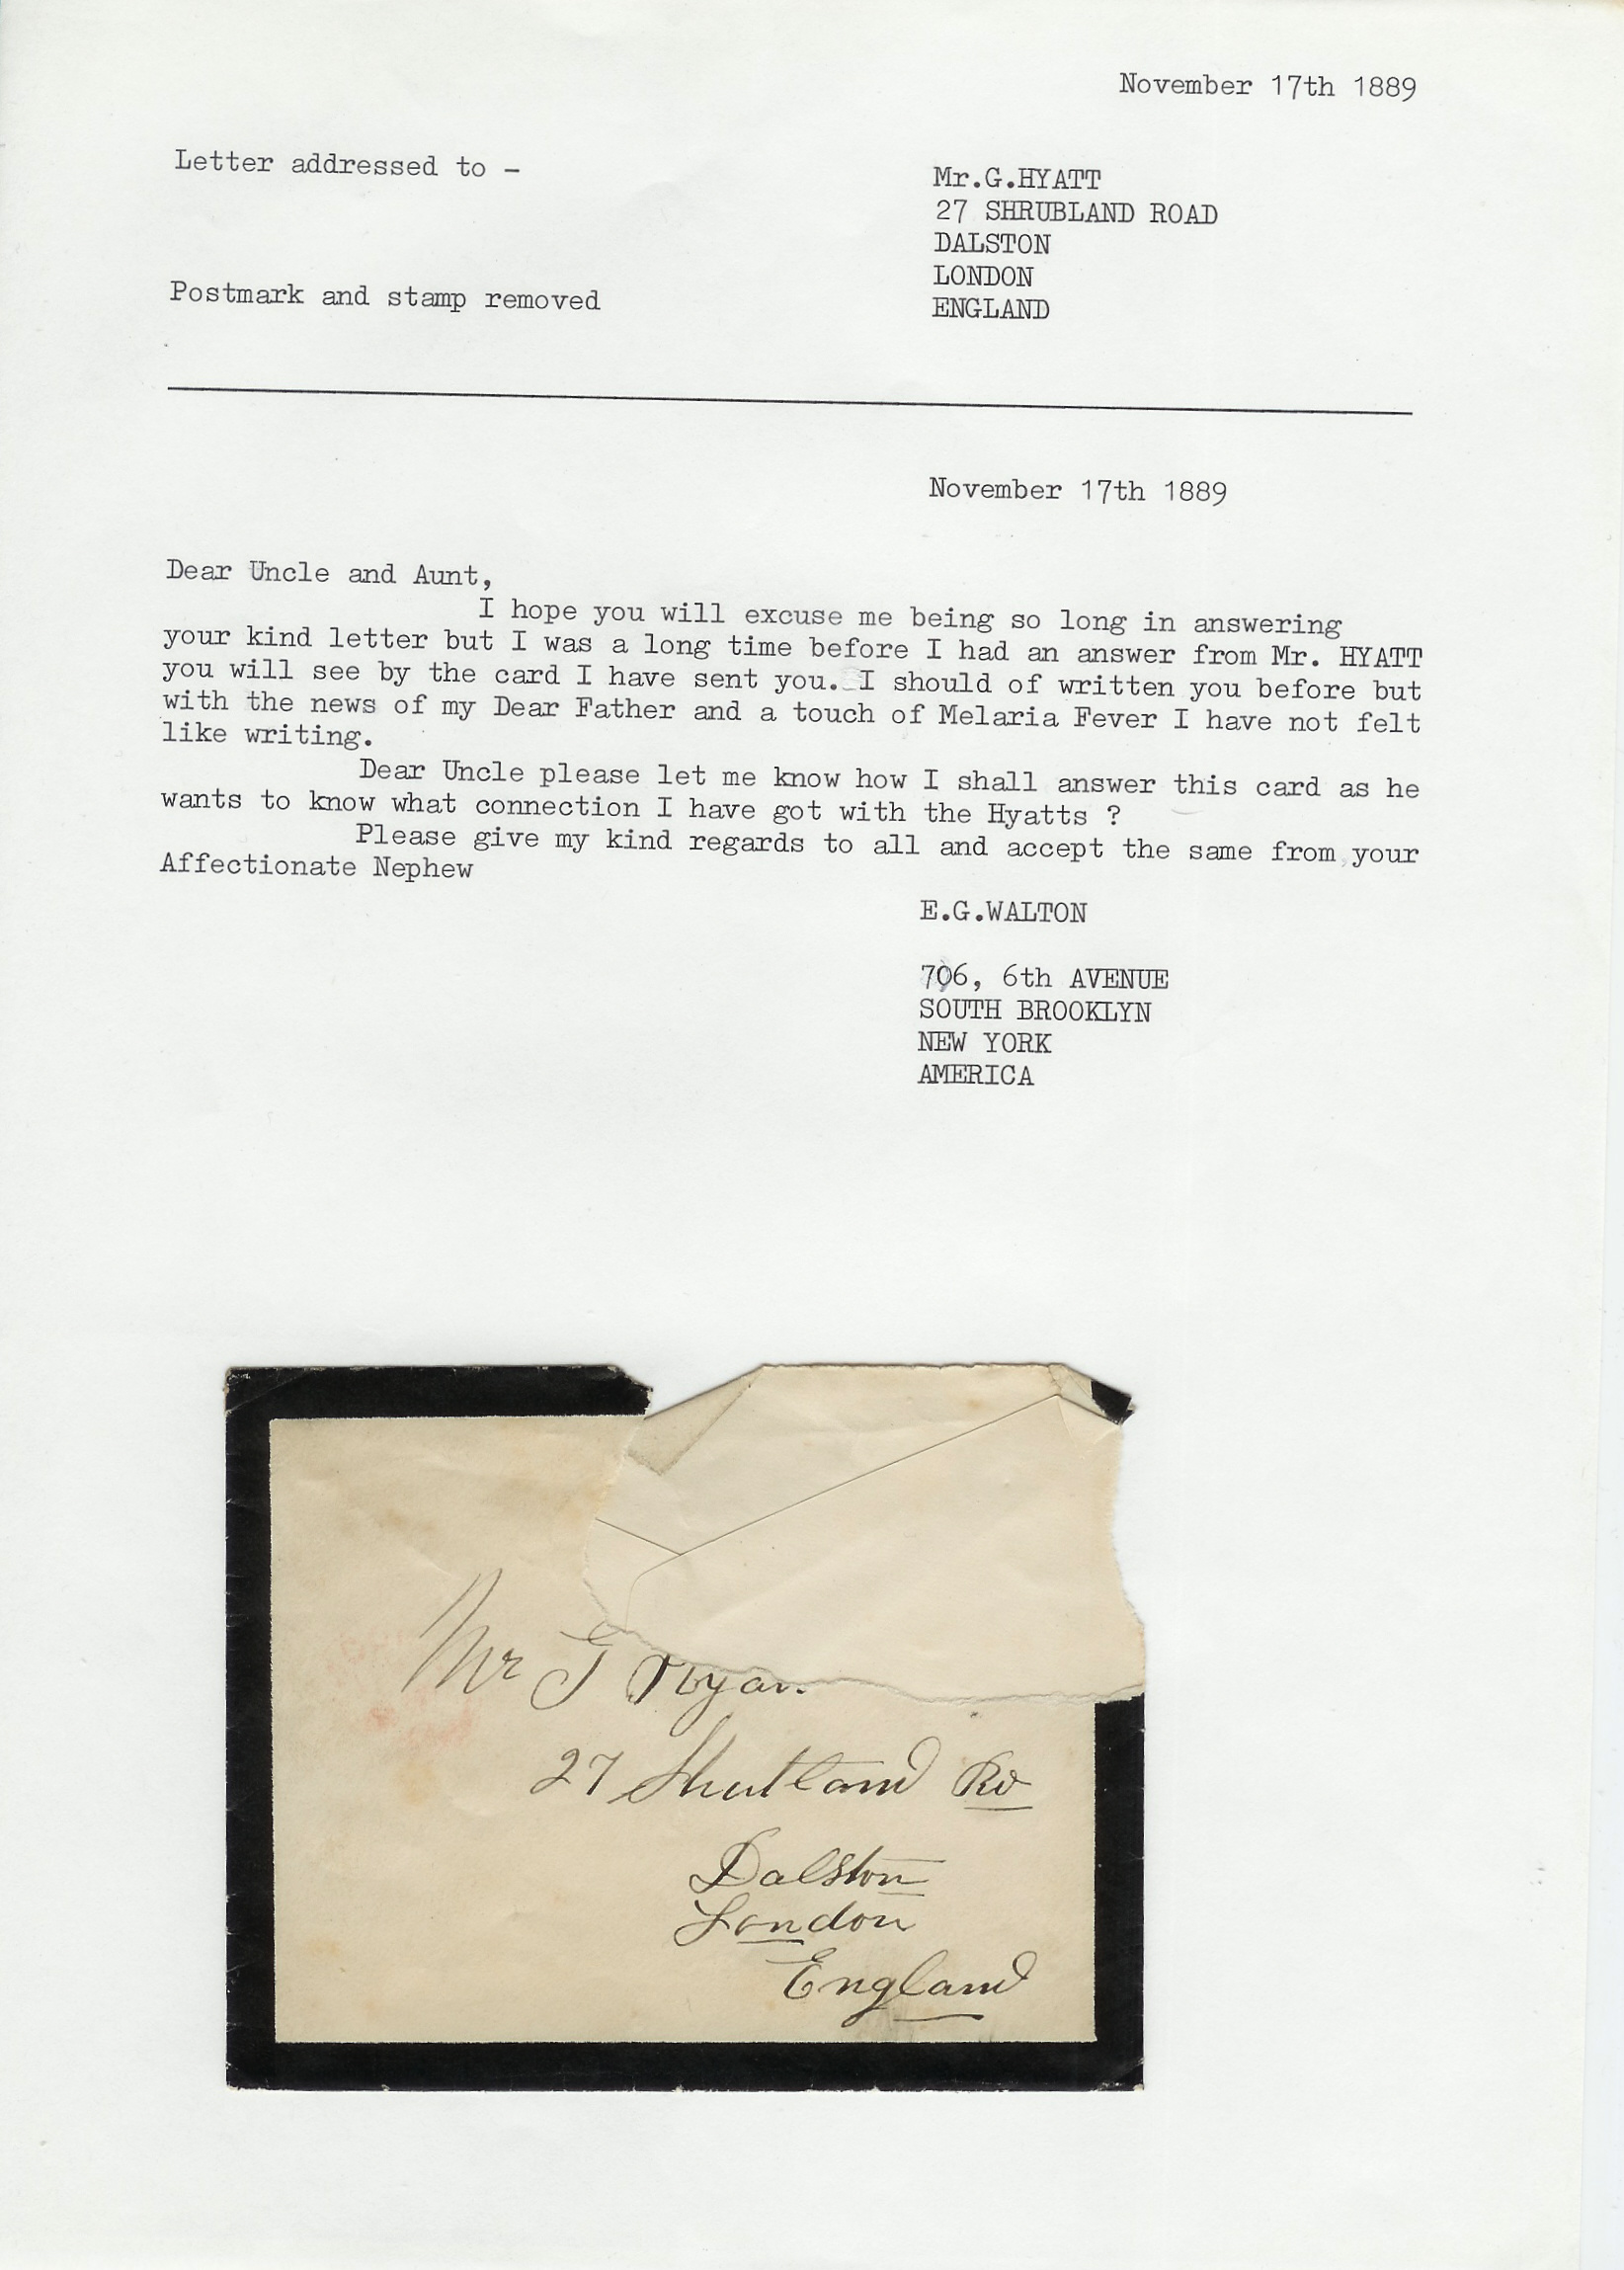 November 17th 1889
Letter addressed to -
Mr.G.HYATT
27 SHRUBLAND ROAD
DALSTON
LONDON
ENGLAND
Postmark and stamp removed
November 17th 1889
Dear Uncle and Aunt,
I hope you will excuse me being so long in answering
your kind letter but I was a long time before I had an answer from Mr. HYATT
you will see by the card I have sent you. I should of written you before but
with the news of my Dear Father and a touch of Melaria Fever I have not felt
like writing.
Dear Uncle please let me know how I shall answer this card as he
wants to know what connection I have got with the Hyatts ?
Please give my kind regards to all and accept the same from your
Affectionate Nephew
E.G.WALTON
706, 6th AVENUE
SOUTH BROOKLYN
NEW YORK
AMERICA
Mr G
27 Rd
Dalston
London
England